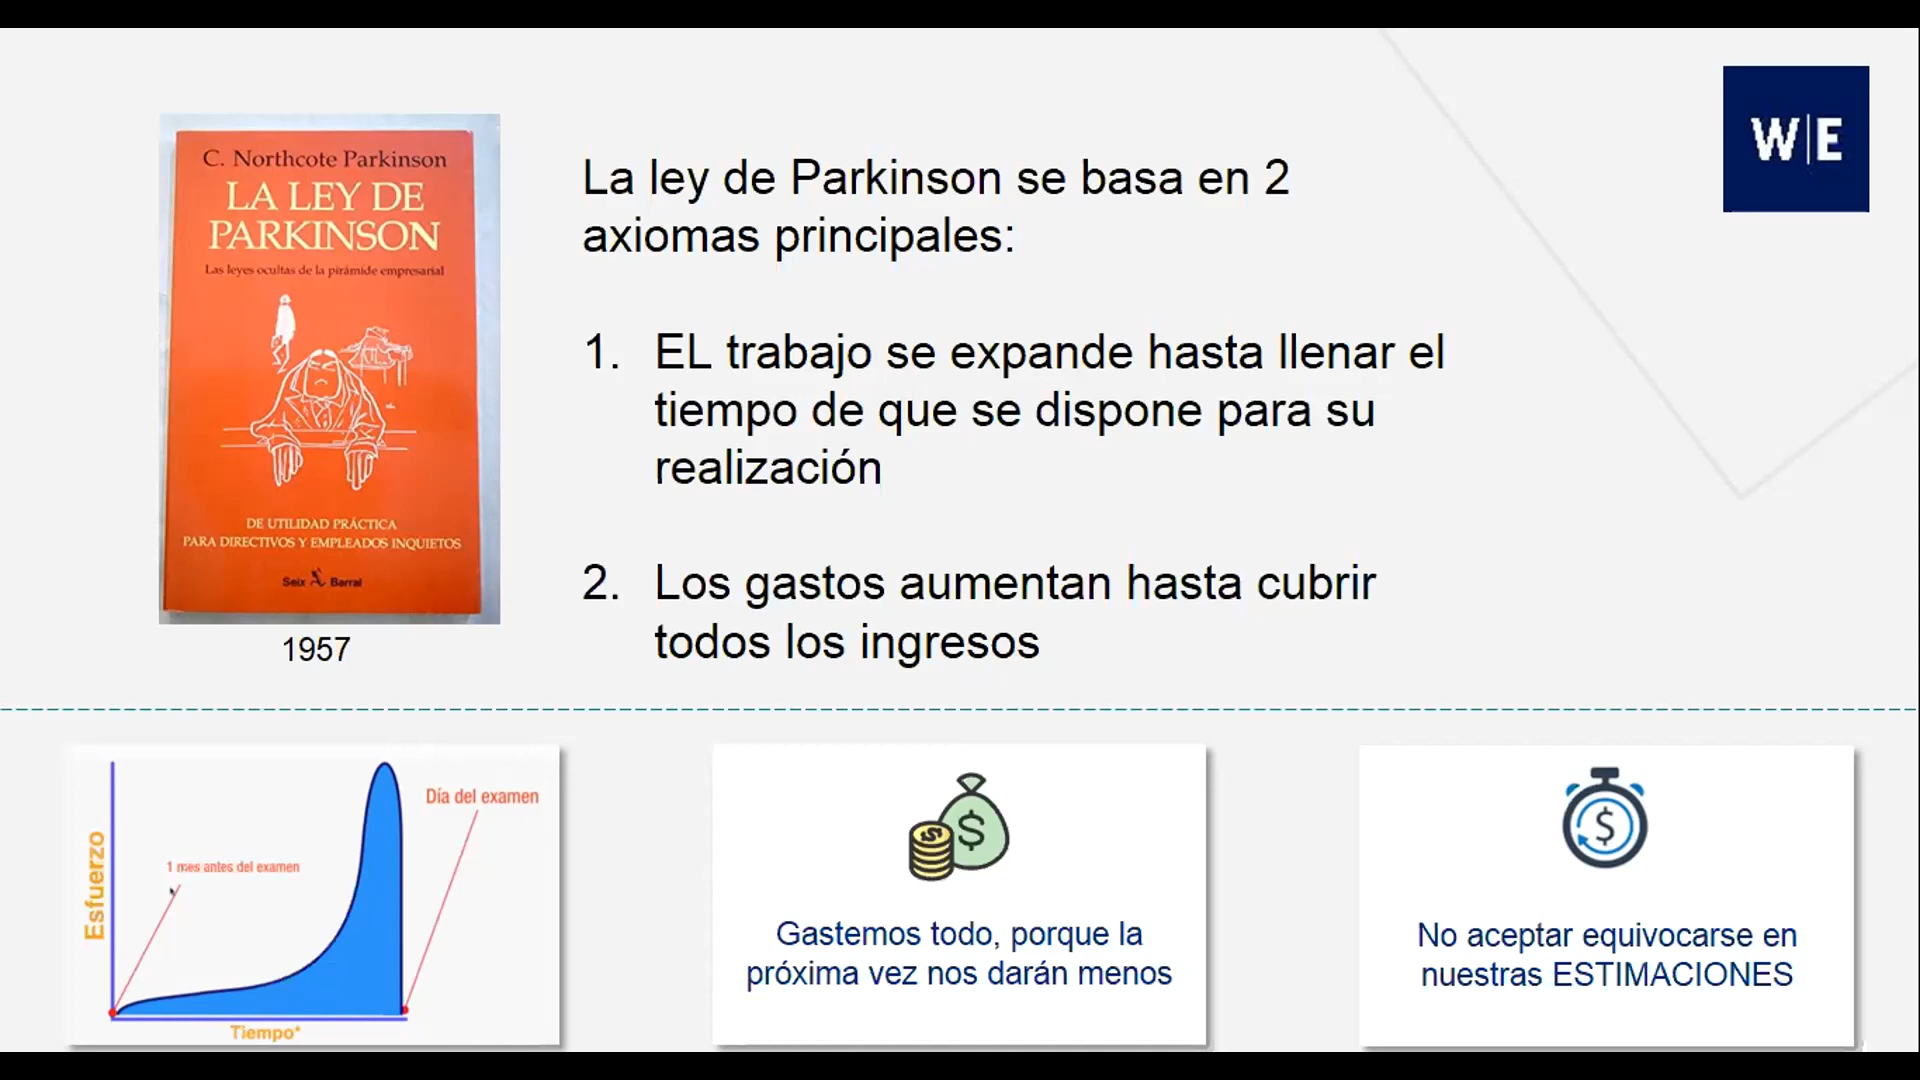 W|E
C. Northcote Parkinson
LA LEY DE
PARKINSON
Las leyes ocultas de la pirámide empresarial
DE UTILIDAD PRÁCTICA
PARA DIRECTIVOS Y EMPLEADOS INQUIETOS
Seix Barral
1957
La ley de Parkinson se basa en 2
axiomas principales:
1. EL trabajo se expande hasta llenar el
tiempo de que se dispone para su
realización
2. Los gastos aumentan hasta cubrir
todos los ingresos
Esfuerzo
1 mes antes del examen
Día del examen
Tiempo*
$
$
Gastemos todo, porque la
próxima vez nos darán menos
$
No aceptar equivocarse en
nuestras ESTIMACIONES